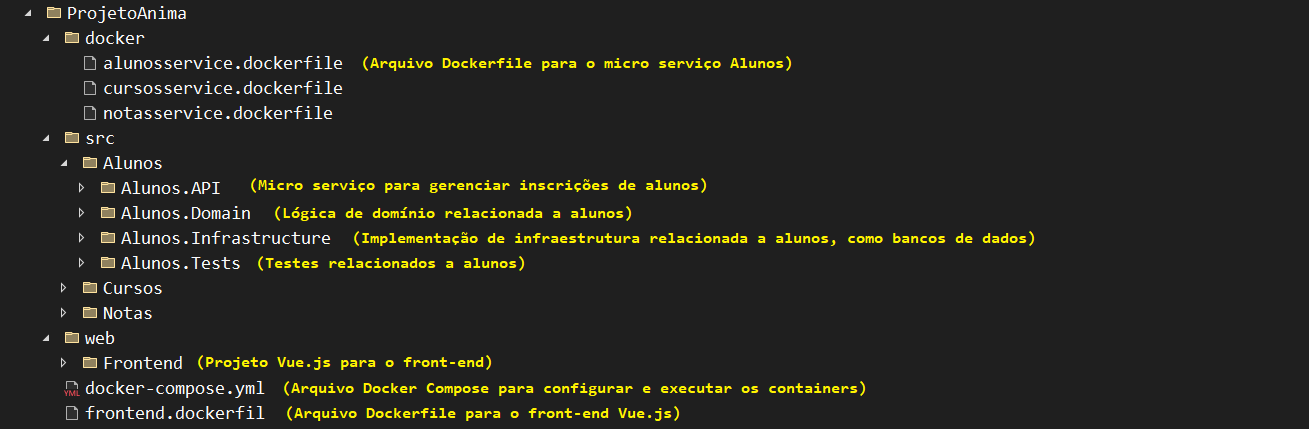 ProjetoAnima
docker
alunosservice.dockerfile (Arquivo Dockerfile para o micro serviço Alunos)
cursosservice.dockerfile
notasservice.dockerfile
src
Alunos
Alunos.API (Micro serviço para gerenciar inscrições de alunos)
Alunos.Domain (Lógica de domínio relacionada a alunos)
Alunos.Infrastructure (Implementação de infraestrutura relacionada a alunos, como bancos de dados)
Alunos.Tests (Testes relacionados a alunos)
Cursos
Notas
web
Frontend (Projeto Vue.js para o front-end)
YML docker-compose.yml (Arquivo Docker Compose para configurar e executar os containers)
frontend.dockerfil (Arquivo Dockerfile para o front-end Vue.js)